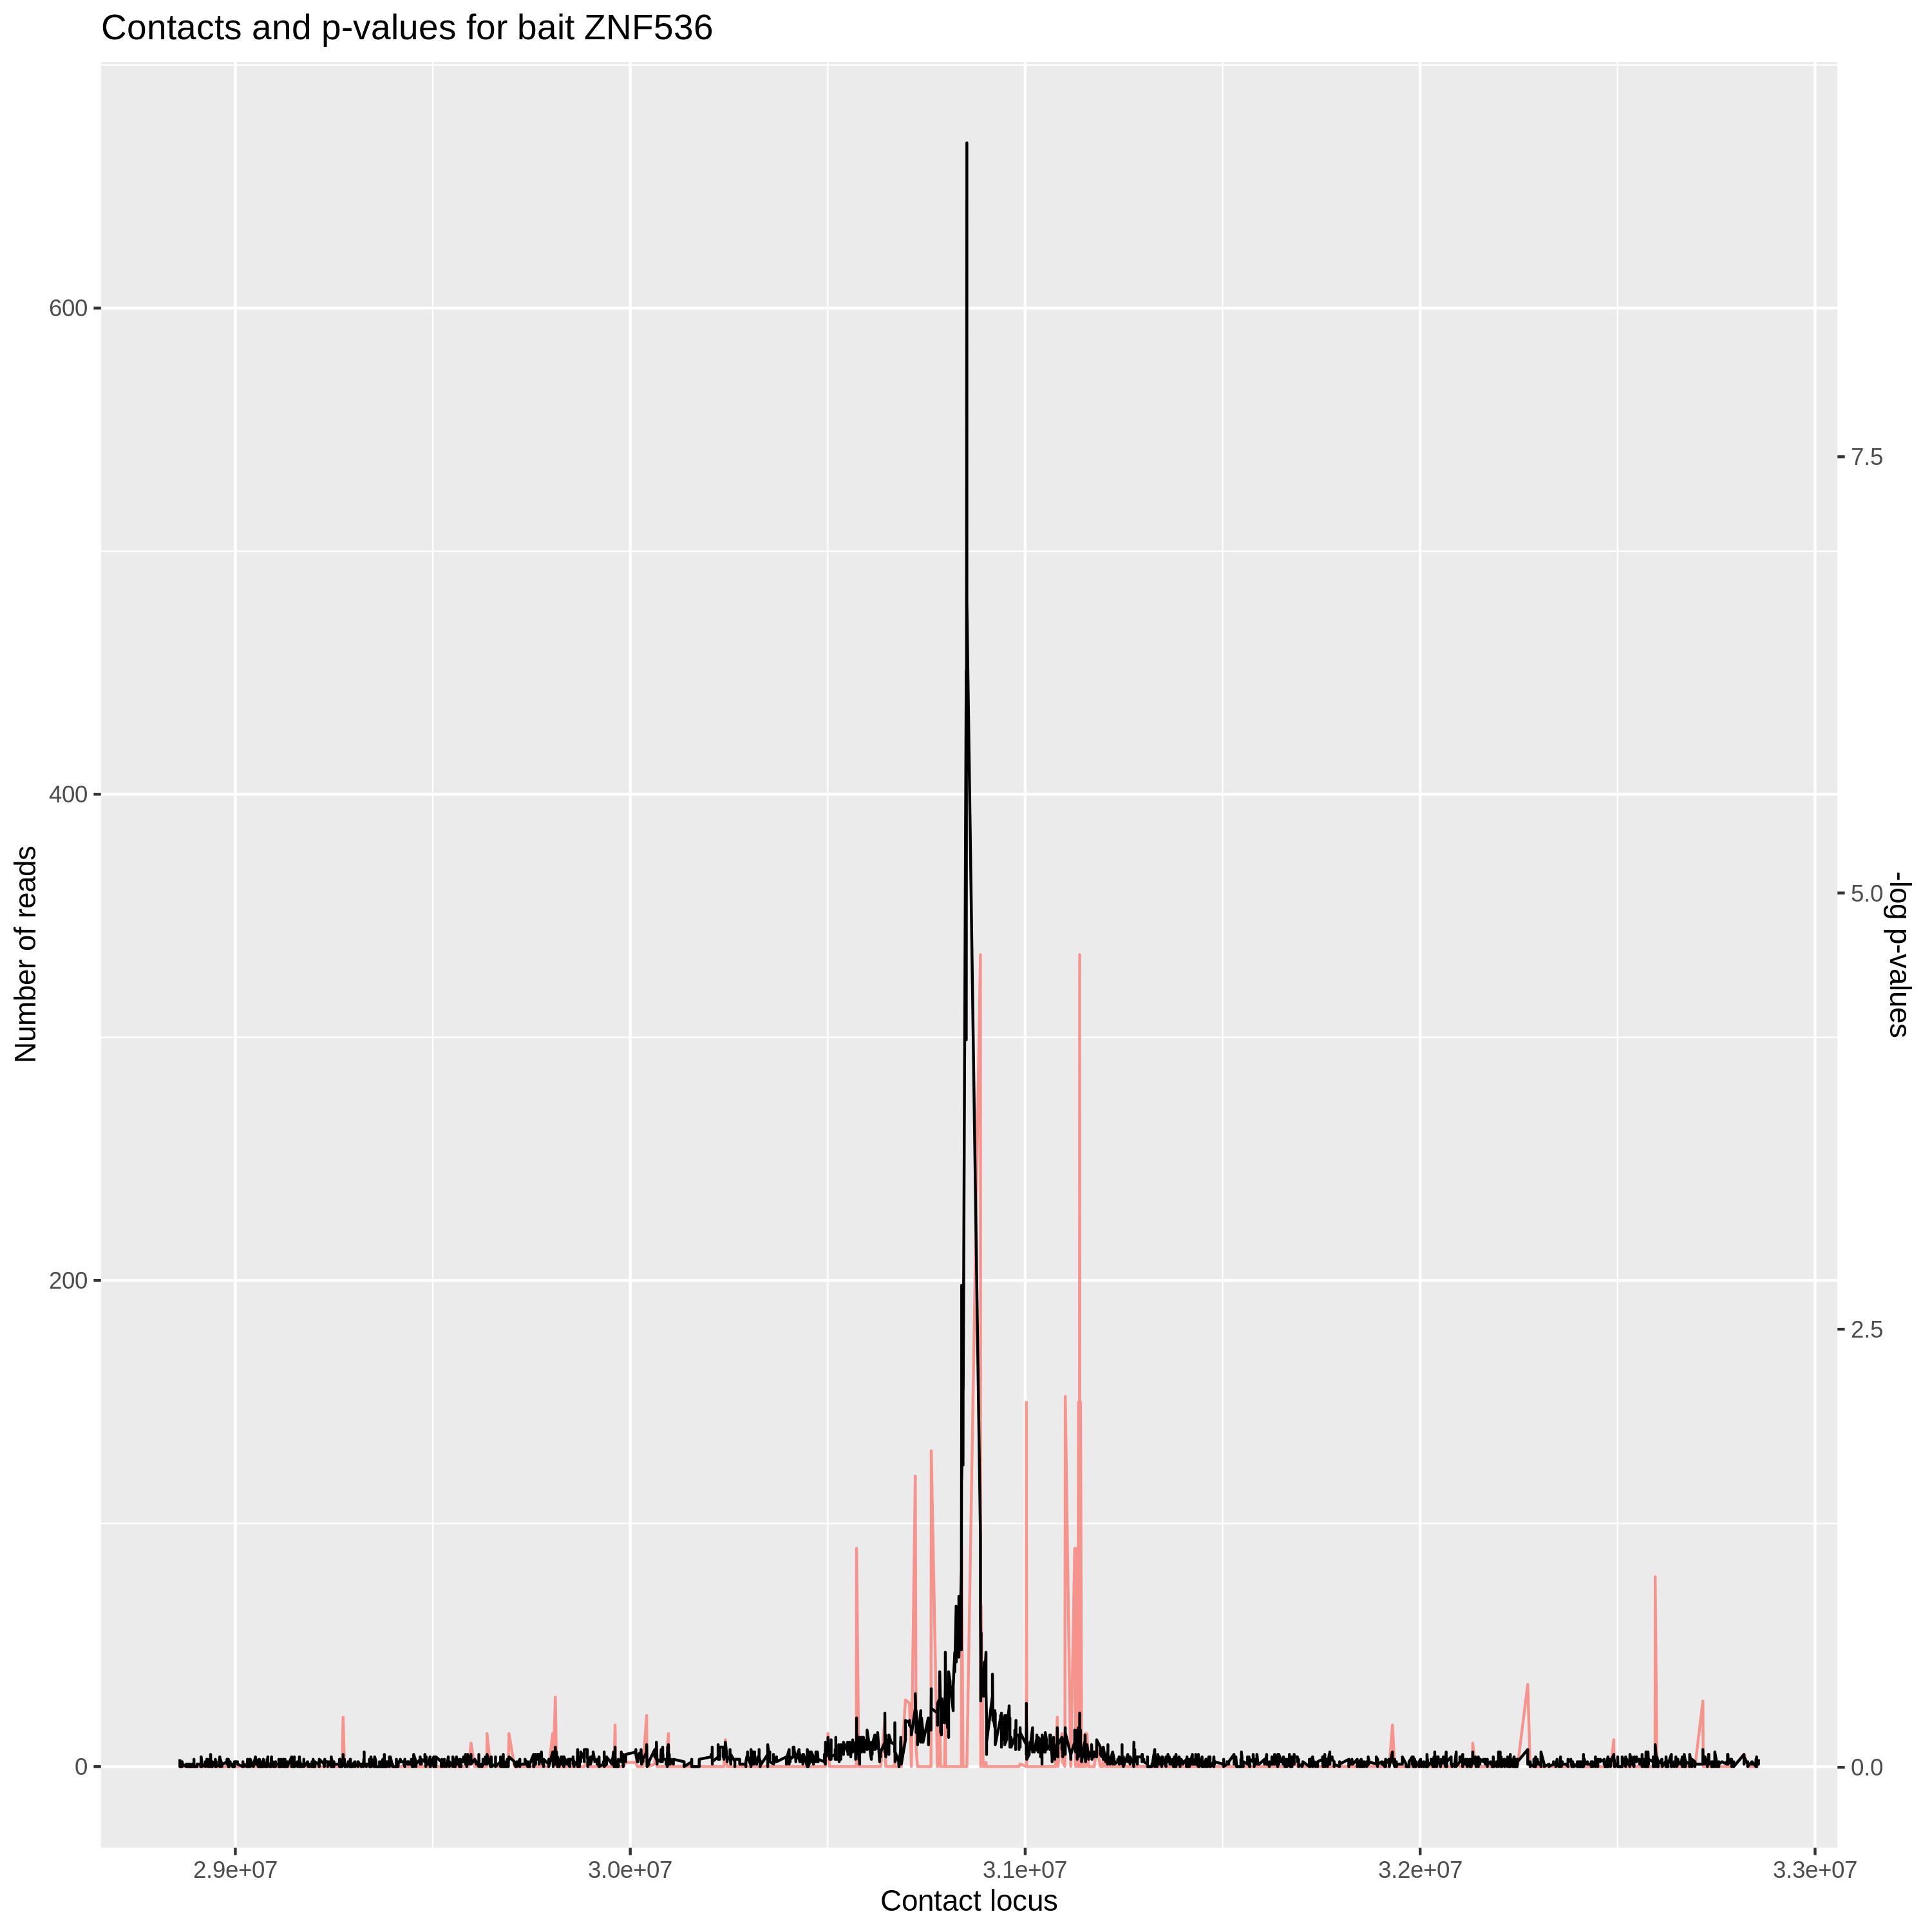 Contacts and p-values for bait ZNF536
600
400
200
0
Number of reads
7.5
5.0
2.5
0.0
-log p-values
2.9e+07
3.0e+07
3.1e+07
3.2e+07
3.3e+07
Contact locus